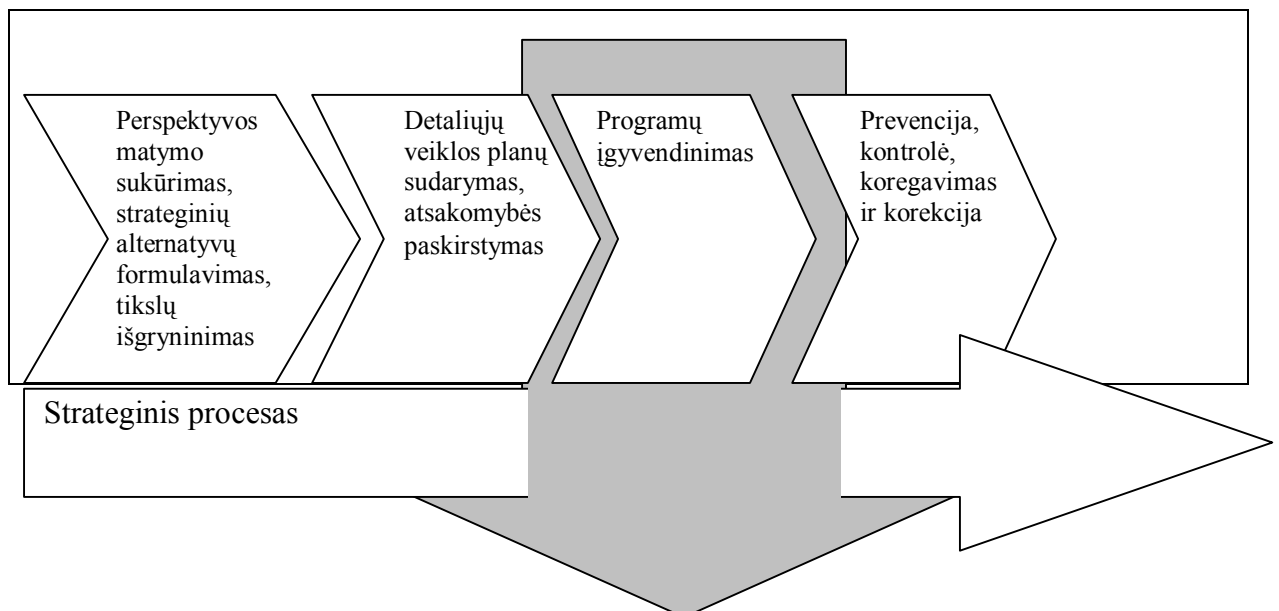 Perspektyvos
matymo
sukūrimas,
strateginių
alternatyvų
formulavimas,
tikslų
išgryninimas
Detaliųjų
veiklos planų
sudarymas,
atsakomybės
paskirstymas
Programų
įgyvendinimas
Prevencija,
kontrolė,
koregavimas
ir korekcija
Strateginis procesas